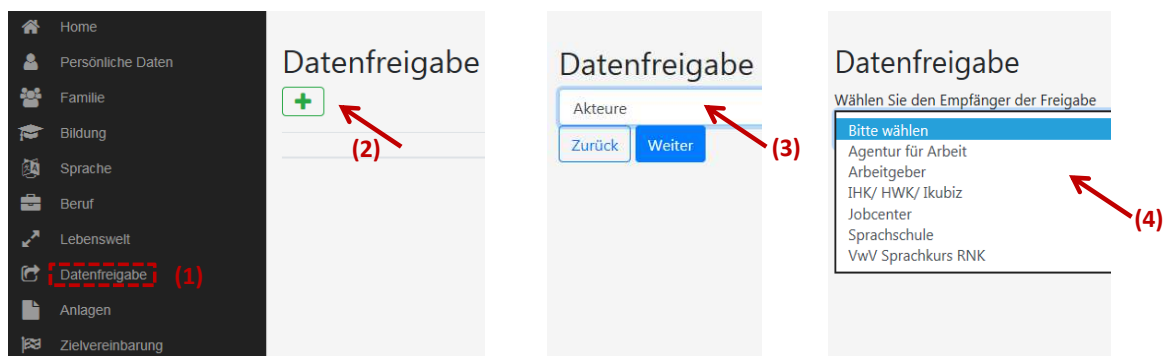 Home
Persönliche Daten
Familie
Bildung
Sprache
Beruf
Lebenswelt
Datenfreigabe (1)
Anlagen
Zielvereinbarung
Datenfreigabe
(2)
Datenfreigabe
Akteure
Zurück Weiter
(3)
Datenfreigabe
Wählen Sie den Empfänger der Freigabe
Bitte wählen
Agentur für Arbeit
Arbeitgeber
IHK/ HWK/ Ikubiz
Jobcenter
Sprachschule
VwV Sprachkurs RNK
(4)